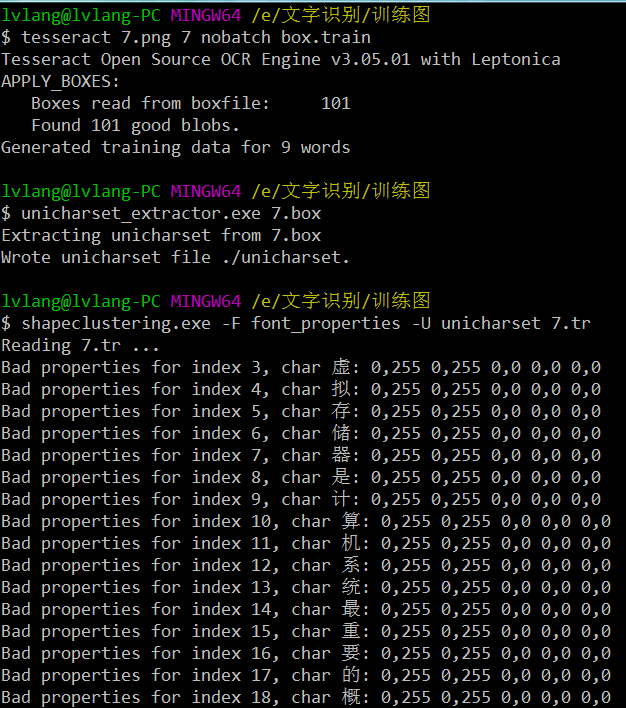 lvlang@lvlang-PC MINGW64 /e/文字识别/训练图
$ tesseract 7.png 7 nobatch box.train
Tesseract Open Source OCR Engine v3.05.01 with Leptonica
APPLY_BOXES:
   Boxes read from boxfile:     101
   Found 101 good blobs.
Generated training data for 9 words

lvlang@lvlang-PC MINGW64 /e/文字识别/训练图
$ unicharset_extractor.exe 7.box
Extracting unicharset from 7.box
Wrote unicharset file ./unicharset.

lvlang@lvlang-PC MINGW64 /e/文字识别/训练图
$ shapeclustering.exe -F font_properties -U unicharset 7.tr
Reading 7.tr ...
Bad properties for index 3, char 虚: 0,255 0,255 0,0 0,0 0,0
Bad properties for index 4, char 拟: 0,255 0,255 0,0 0,0 0,0
Bad properties for index 5, char 存: 0,255 0,255 0,0 0,0 0,0
Bad properties for index 6, char 储: 0,255 0,255 0,0 0,0 0,0
Bad properties for index 7, char 器: 0,255 0,255 0,0 0,0 0,0
Bad properties for index 8, char 是: 0,255 0,255 0,0 0,0 0,0
Bad properties for index 9, char 计: 0,255 0,255 0,0 0,0 0,0
Bad properties for index 10, char 算: 0,255 0,255 0,0 0,0 0,0
Bad properties for index 11, char 机: 0,255 0,255 0,0 0,0 0,0
Bad properties for index 12, char 系: 0,255 0,255 0,0 0,0 0,0
Bad properties for index 13, char 统: 0,255 0,255 0,0 0,0 0,0
Bad properties for index 14, char 最: 0,255 0,255 0,0 0,0 0,0
Bad properties for index 15, char 重: 0,255 0,255 0,0 0,0 0,0
Bad properties for index 16, char 要: 0,255 0,255 0,0 0,0 0,0
Bad properties for index 17, char 的: 0,255 0,255 0,0 0,0 0,0
Bad properties for index 18, char 概: 0,255 0,255 0,0 0,0 0,0